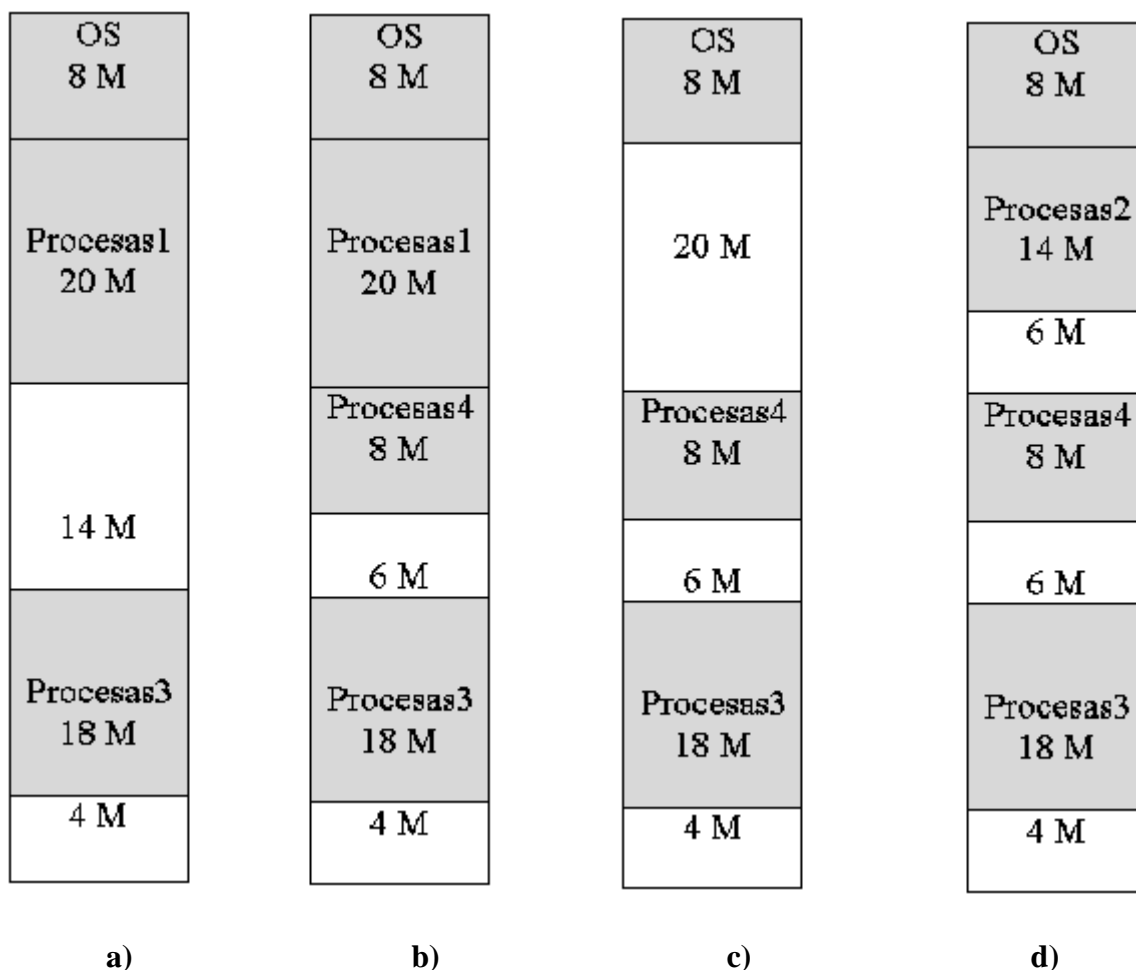 OS
8 M
Procesas1
20 M
14 M
Procesas3
18 M
4 M
a)
OS
8 M
Procesas1
20 M
Procesas4
8 M
6 M
Procesas3
18 M
4 M
b)
OS
8 M
20 M
Procesas4
8 M
6 M
Procesas3
18 M
4 M
c)
OS
8 M
Procesas2
14 M
6 M
Procesas4
8 M
6 M
Procesas3
18 M
4 M
d)